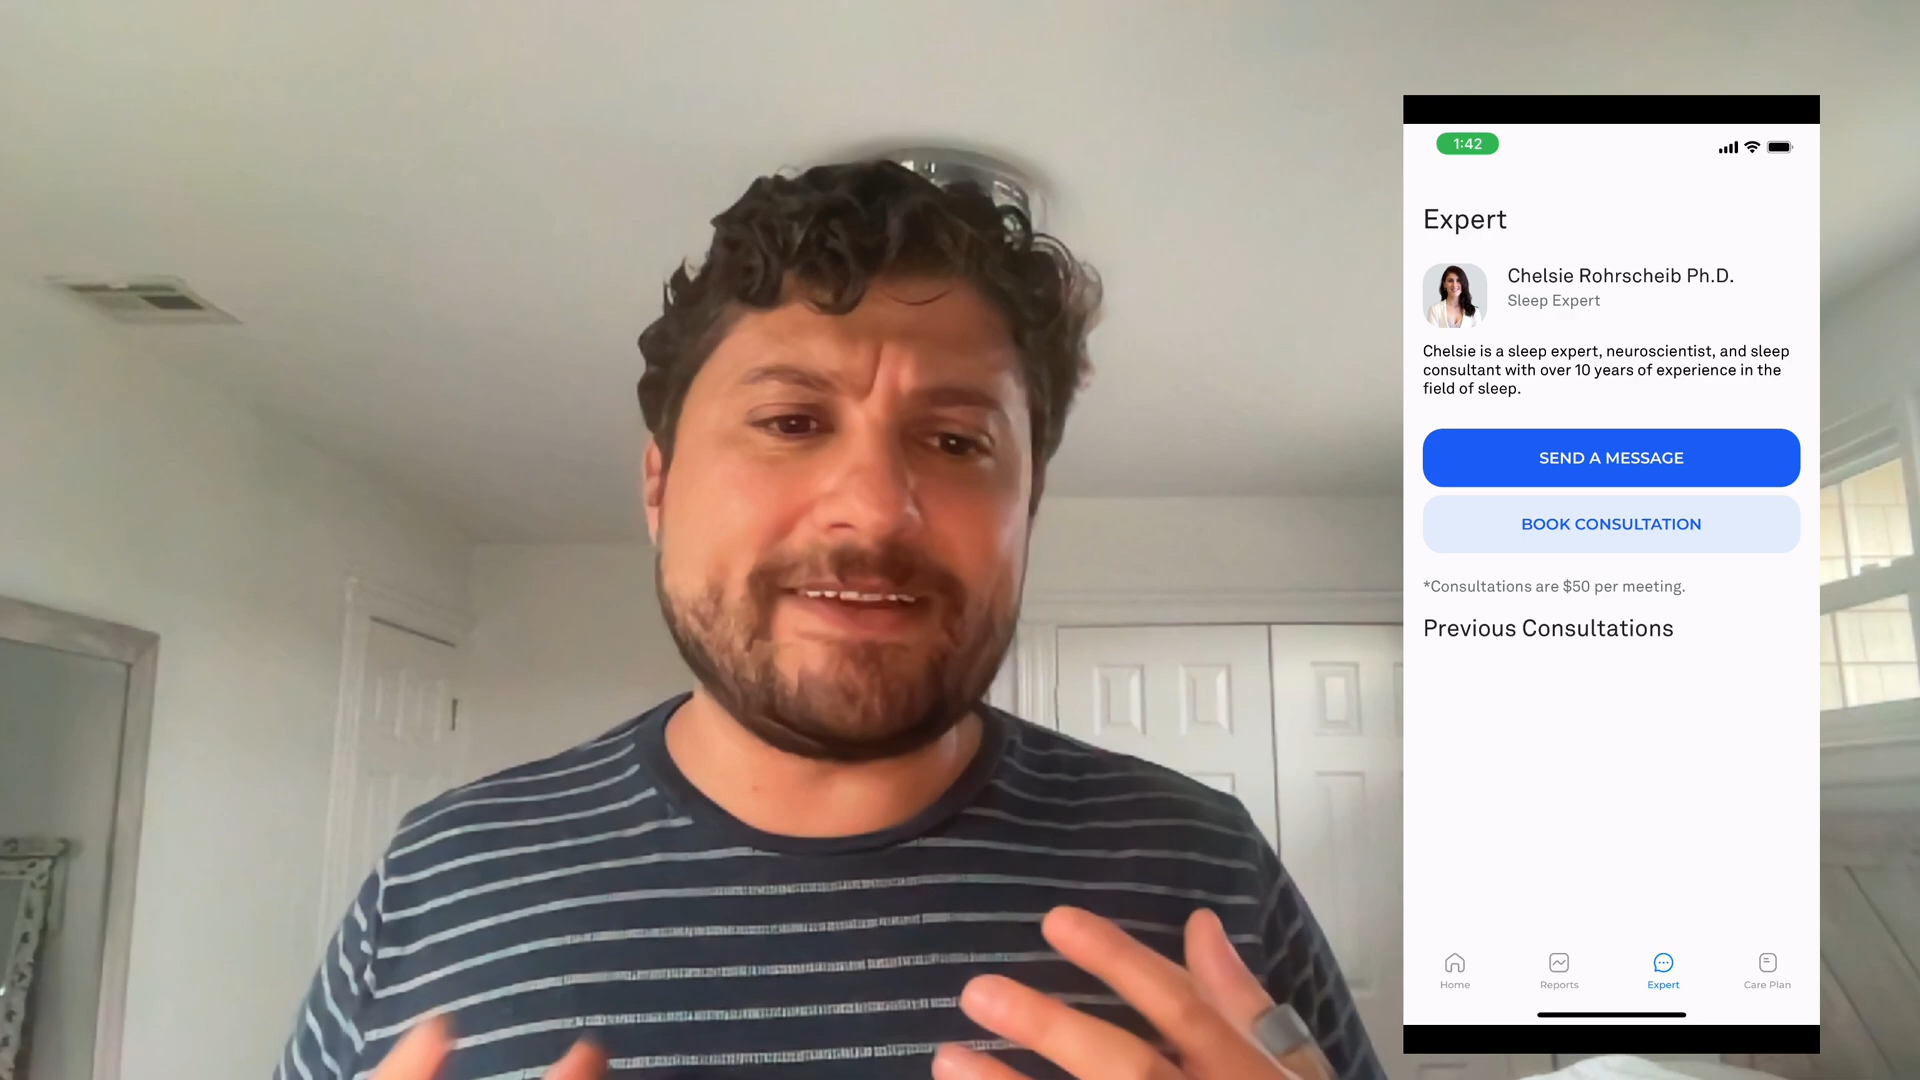 1:42
Expert
Chelsie Rohrscheib Ph.D.
Sleep Expert
Chelsie is a sleep expert, neuroscientist, and sleep
consultant with over 10 years of experience in the
field of sleep.
SEND A MESSAGE
BOOK CONSULTATION
*Consultations are $50 per meeting.
Previous Consultations
Home
Reports
Expert
Care Plan